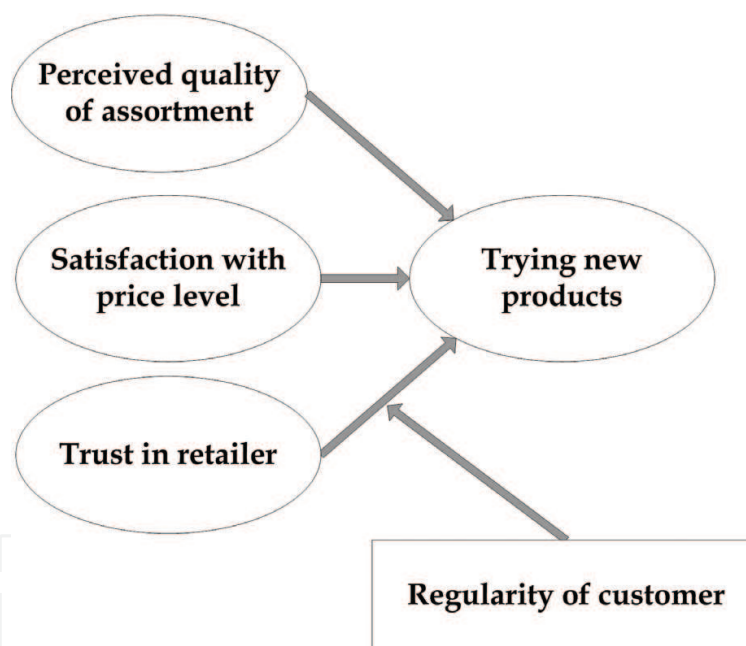 Perceived quality
of assortment
Satisfaction with
price level
Trying new
products
Trust in retailer
Regularity of customer